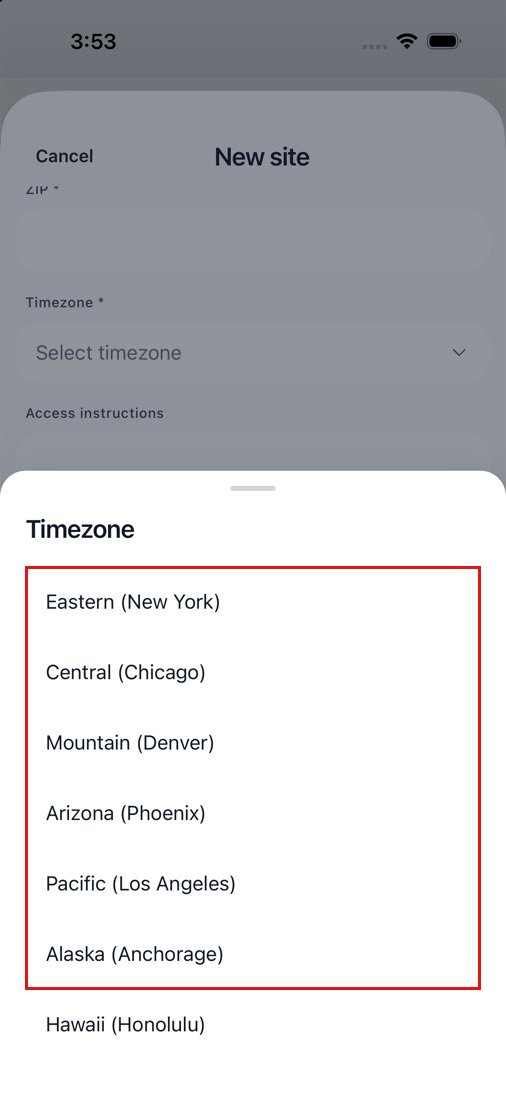 3:53
Cancel
New site
ZIP *
Timezone *
Select timezone
Access instructions
Timezone
Eastern (New York)
Central (Chicago)
Mountain (Denver)
Arizona (Phoenix)
Pacific (Los Angeles)
Alaska (Anchorage)
Hawaii (Honolulu)